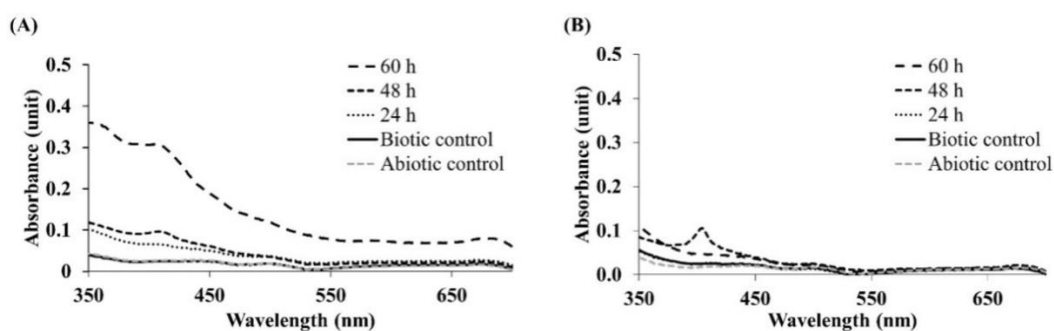 (A)
0.5
0.4
0.3
0.2
0.1
0
Absorbance (unit)
350
450
550
650
Wavelength (nm)
60 h
48 h
24 h
Biotic control
Abiotic control
(B)
0.5
0.4
0.3
0.2
0.1
0.0
Absorbance (unit)
350
450
550
650
Wavelength (nm)
60 h
48 h
24 h
Biotic control
Abiotic control